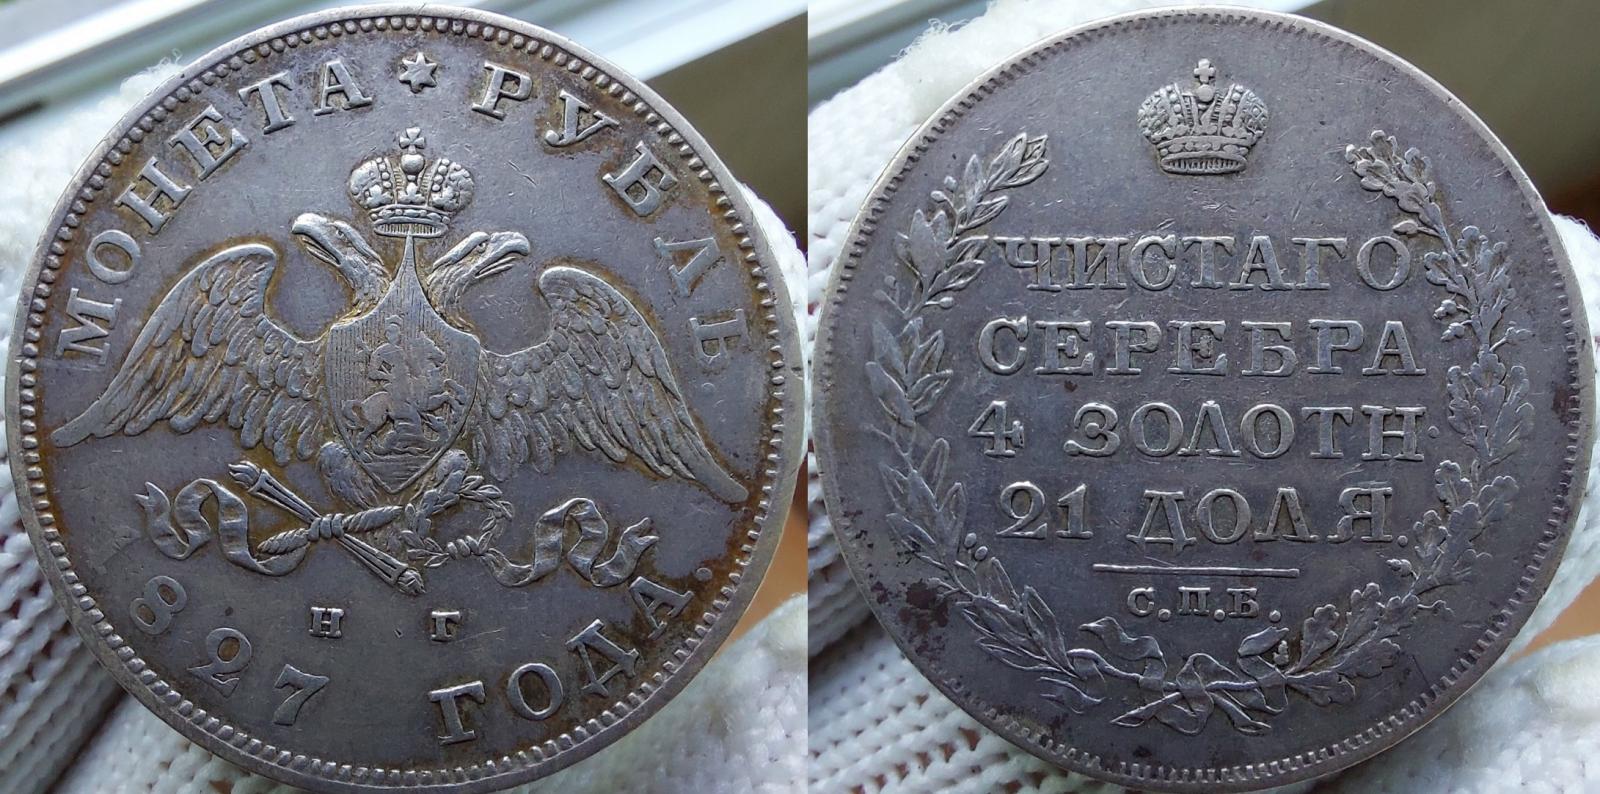 МОНЕТА * РУБЛЬ.
827 ГОДА.
Н Г
ЧИСТАГО
СЕРЕБРА
4 ЗОЛОТН.
21 ДОЛЯ.
С.П.Б.